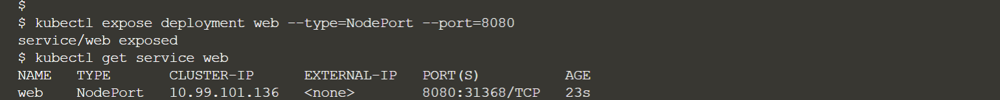 $
$ kubectl expose deployment web --type=NodePort --port=8080
service/web exposed
$ kubectl get service web
NAME   TYPE       CLUSTER-IP      EXTERNAL-IP   PORT(S)          AGE
web    NodePort   10.99.101.136   <none>        8080:31368/TCP   23s